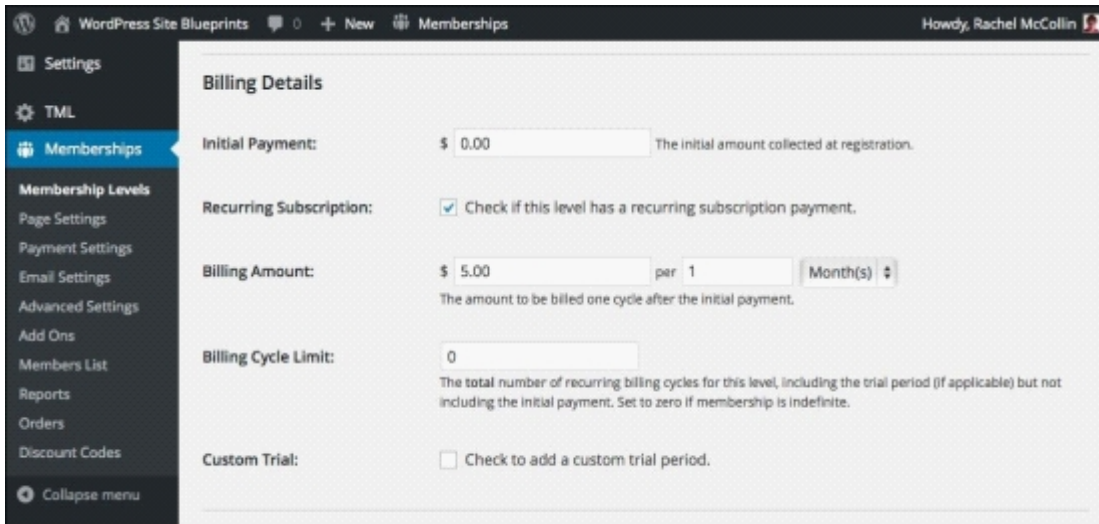 WordPress Site Blueprints 0 New Memberships Howdy, Rachel McCollin
Settings
TML
Memberships
Membership Levels
Page Settings
Payment Settings
Email Settings
Advanced Settings
Add Ons
Members List
Reports
Orders
Discount Codes
Collapse menu
Billing Details
Initial Payment: $ 0.00 The initial amount collected at registration.
Recurring Subscription: Check if this level has a recurring subscription payment.
Billing Amount: $ 5.00 per 1 Month(s)
The amount to be billed one cycle after the initial payment.
Billing Cycle Limit: 0
The total number of recurring billing cycles for this level, including the trial period (if applicable) but not
including the initial payment. Set to zero if membership is indefinite.
Custom Trial: Check to add a custom trial period.